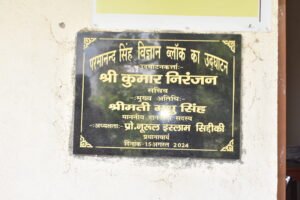 परमानन्द सिंह विज्ञान ब्लॉक का उद्घाटन
उद्घाटनकर्त्ता:-
श्री कुमार निरंजन
सचिव
-: मुख्य अतिथि:-
श्रीमती मधु सिंह
माननीय सदस्य
-: अध्यक्षता:- प्रो. नूरुल इस्लाम सिद्दीकी
प्रधानाचार्य
दिनांक - 15 अगस्त 2024